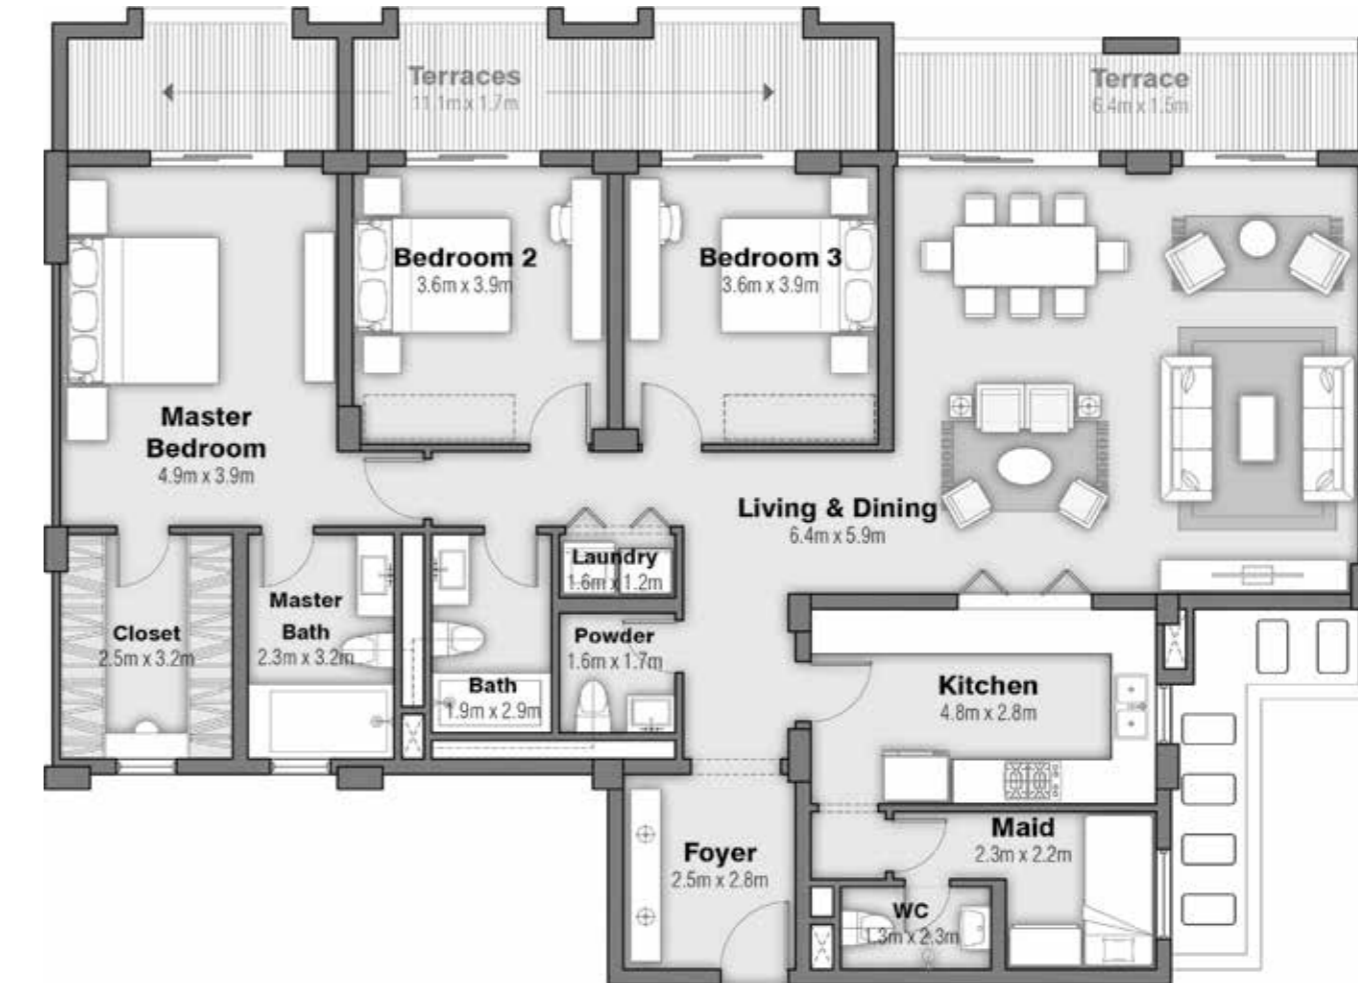 Terraces
11.1m x 1.7m
Terrace
6.4m x 1.5m
Bedroom 2
3.6m x 3.9m
Bedroom 3
3.6m x 3.9m
Master
Bedroom
4.9m x 3.9m
Living & Dining
6.4m x 5.9m
Laundry
1.6m x 1.2m
Master
Bath
2.3m x 3.2m
Closet
2.5m x 3.2m
Powder
1.6m x 1.7m
Bath
1.9m x 2.9m
Kitchen
4.8m x 2.8m
Maid
2.3m x 2.2m
Foyer
2.5m x 2.8m
WC
1.3m x 2.3m